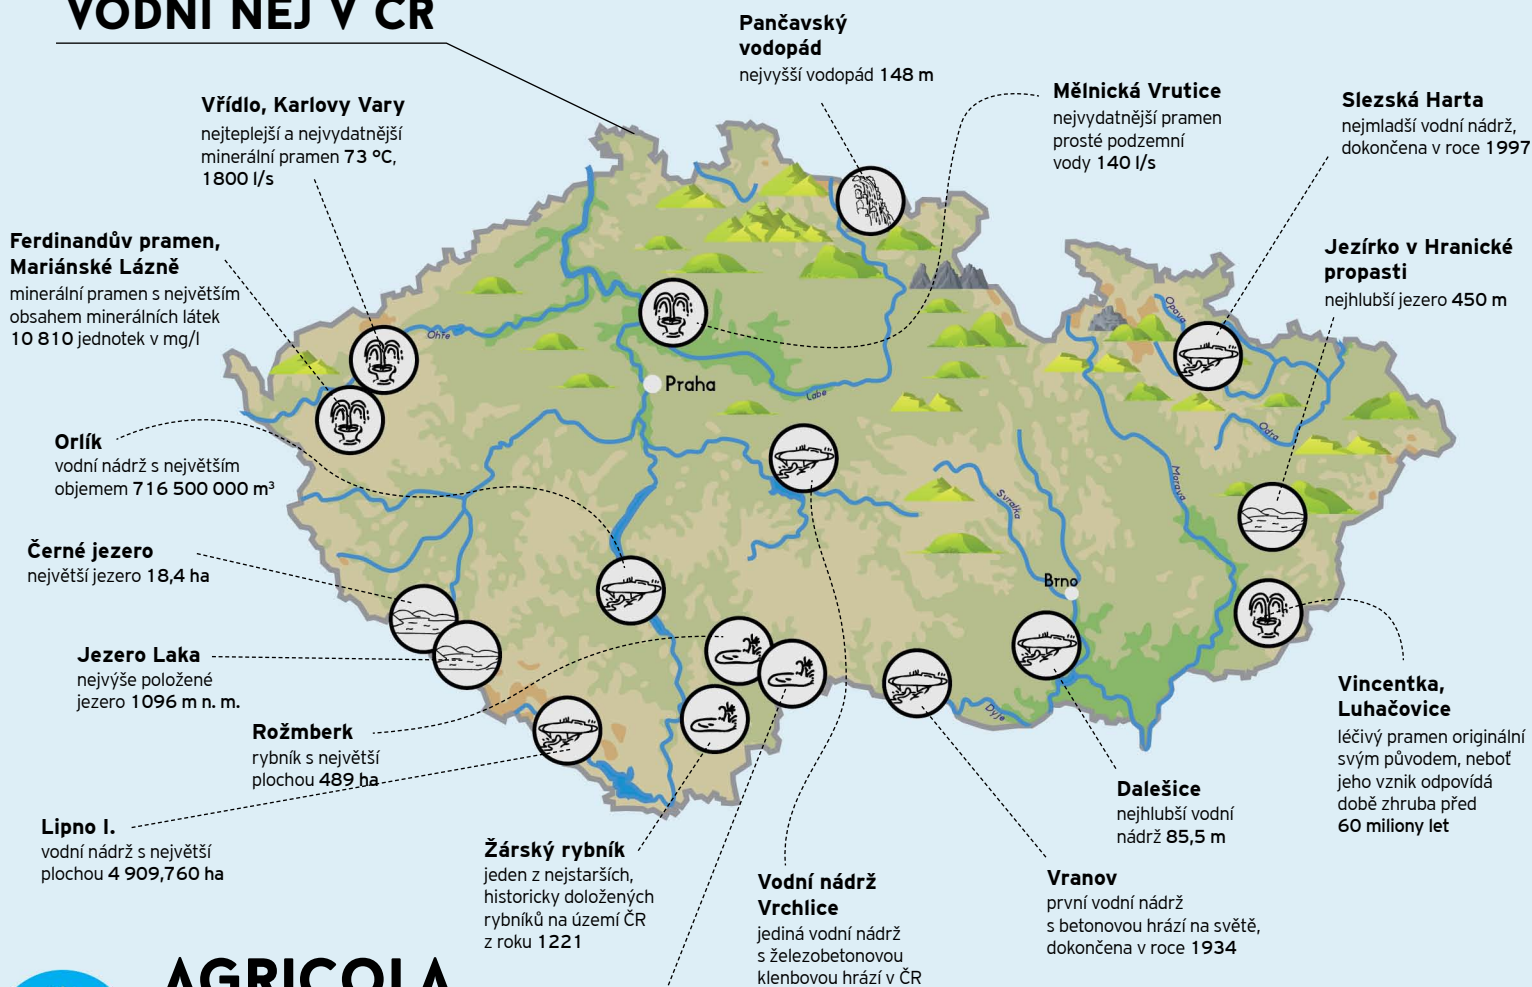 VODNÍ NEJ V ČR
Pančavský
vodopád
nejvyšší vodopád 148 m
Vřídlo, Karlovy Vary
nejteplejší a nejvydatnější
minerální pramen 73 °C,
1800 l/s
Mělnická Vrutice
nejvydatnější pramen
prosté podzemní
vody 140 l/s
Slezská Harta
nejmladší vodní nádrž,
dokončena v roce 1997
Ferdinandův pramen,
Mariánské Lázně
minerální pramen s největším
obsahem minerálních látek
10 810 jednotek v mg/l
Jezírko v Hranické
propasti
nejhlubší jezero 450 m
Opava
Ohře
Praha
Labe
Odra
Orlík
vodní nádrž s největším
objemem 716 500 000 m³
Morava
Svratka
Černé jezero
největší jezero 18,4 ha
Brno
Jezero Laka
nejvýše položené
jezero 1096 m n. m.
Dyje
Vincentka,
Luhačovice
léčivý pramen originální
svým původem, neboť
jeho vznik odpovídá
době zhruba před
60 miliony let
Rožmberk
rybník s největší
plochou 489 ha
Dalešice
nejhlubší vodní
nádrž 85,5 m
Lipno I.
vodní nádrž s největší
plochou 4 909,760 ha
Žárský rybník
jeden z nejstarších,
historicky doložených
rybníků na území ČR
z roku 1221
Vodní nádrž
Vrchlice
jediná vodní nádrž
s železobetonovou
klenbovou hrází v ČR
Vranov
první vodní nádrž
s betonovou hrází na světě,
dokončena v roce 1934
AGRICOLA